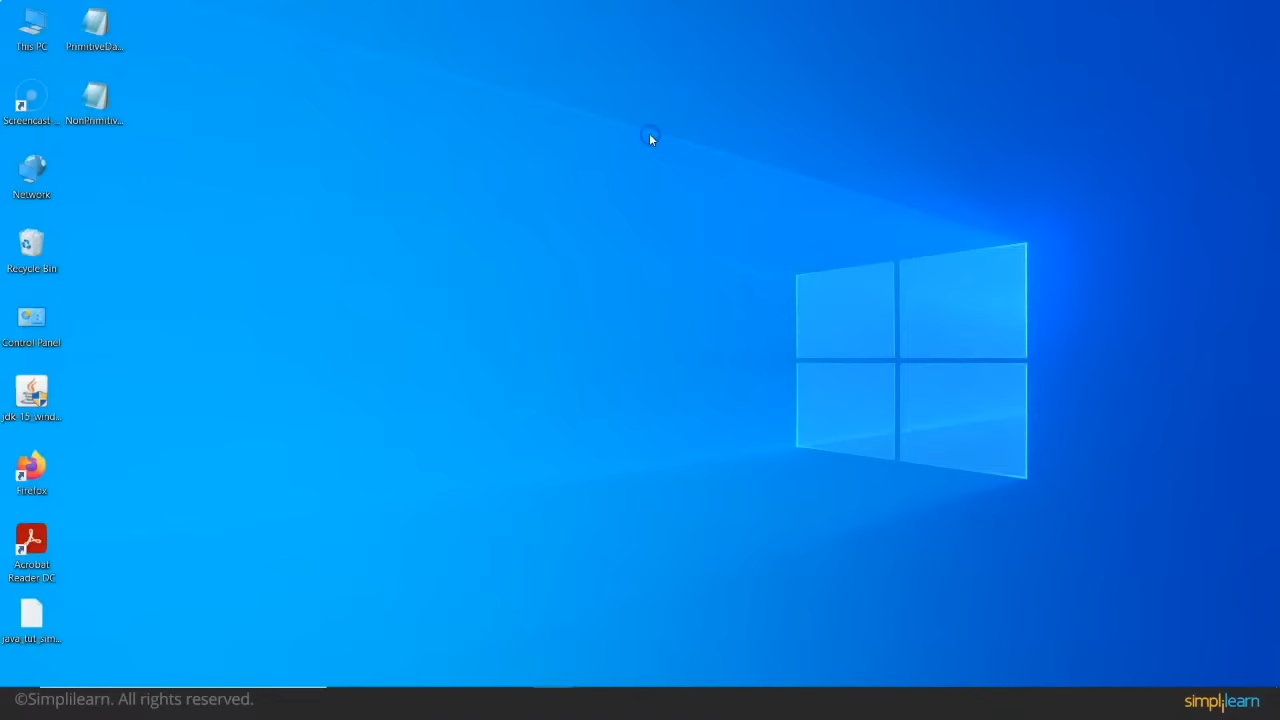 This PC
PrimitiveDa...
Screencast-...
NonPrimitiv...
Network
Recycle Bin
Control Panel
jdk-15_wind...
Firefox
Acrobat
Reader DC
java_tut_sim...
©Simplilearn. All rights reserved.
simplilearn